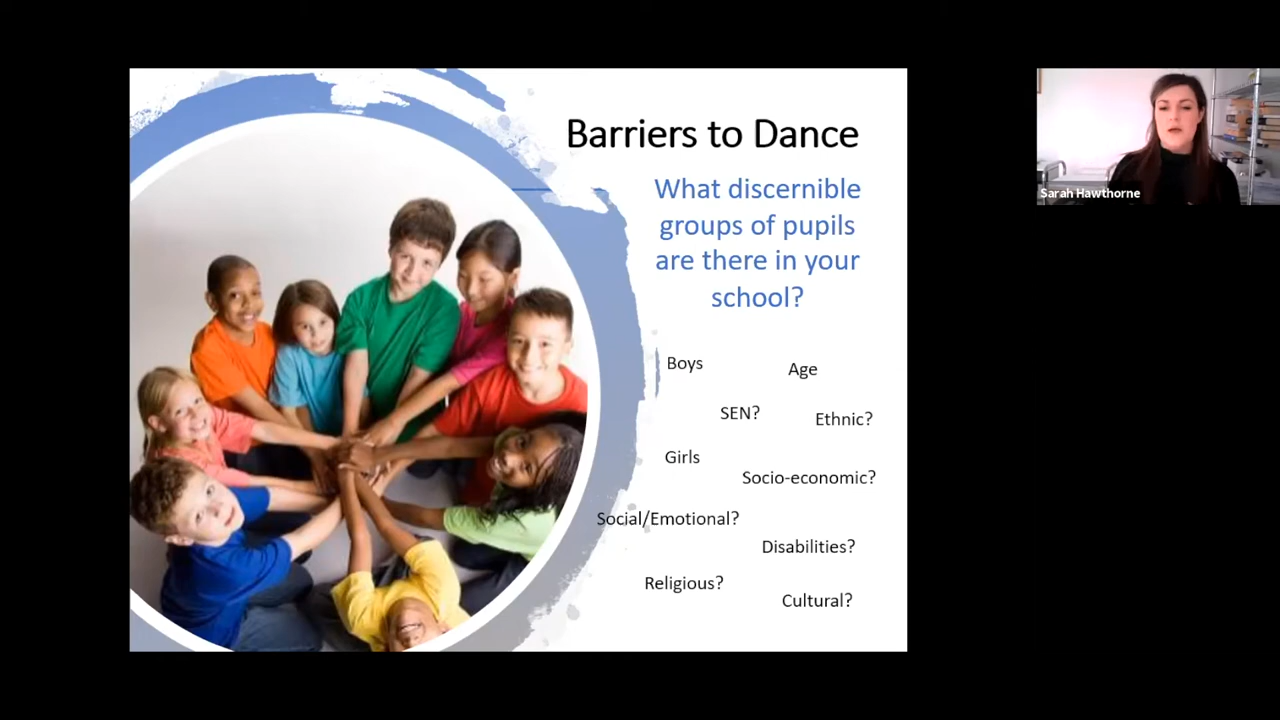 Barriers to Dance
What discernible
groups of pupils
are there in your
school?
Boys
Age
SEN?
Ethnic?
Girls
Socio-economic?
Social/Emotional?
Disabilities?
Religious?
Cultural?
Sarah Hawthorne